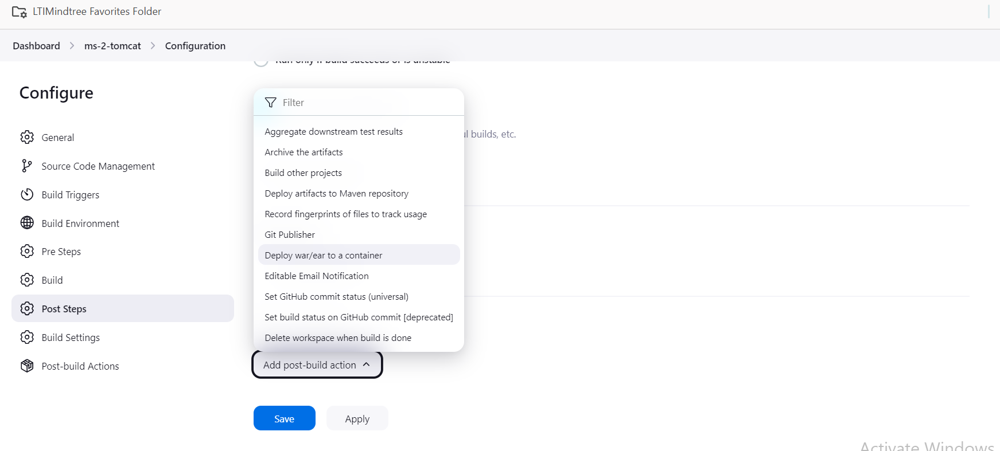 LTIMindtree Favorites Folder
Dashboard > ms-2-tomcat > Configuration
Run only if build succeeds or is unstable
Configure
General
Source Code Management
Build Triggers
Build Environment
Pre Steps
Build
Post Steps
Build Settings
Post-build Actions
Filter
Aggregate downstream test results
Archive the artifacts
Build other projects
Deploy artifacts to Maven repository
Record fingerprints of files to track usage
Git Publisher
Deploy war/ear to a container
Editable Email Notification
Set GitHub commit status (universal)
Set build status on GitHub commit [deprecated]
Delete workspace when build is done
builds, etc.
Add post-build action
Save
Apply
Activate Windows